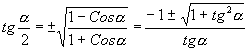 tg α/2 = ±√((1 − Cosα)/(1 + Cosα)) = (−1 ± √(1 + tg²α))/tgα